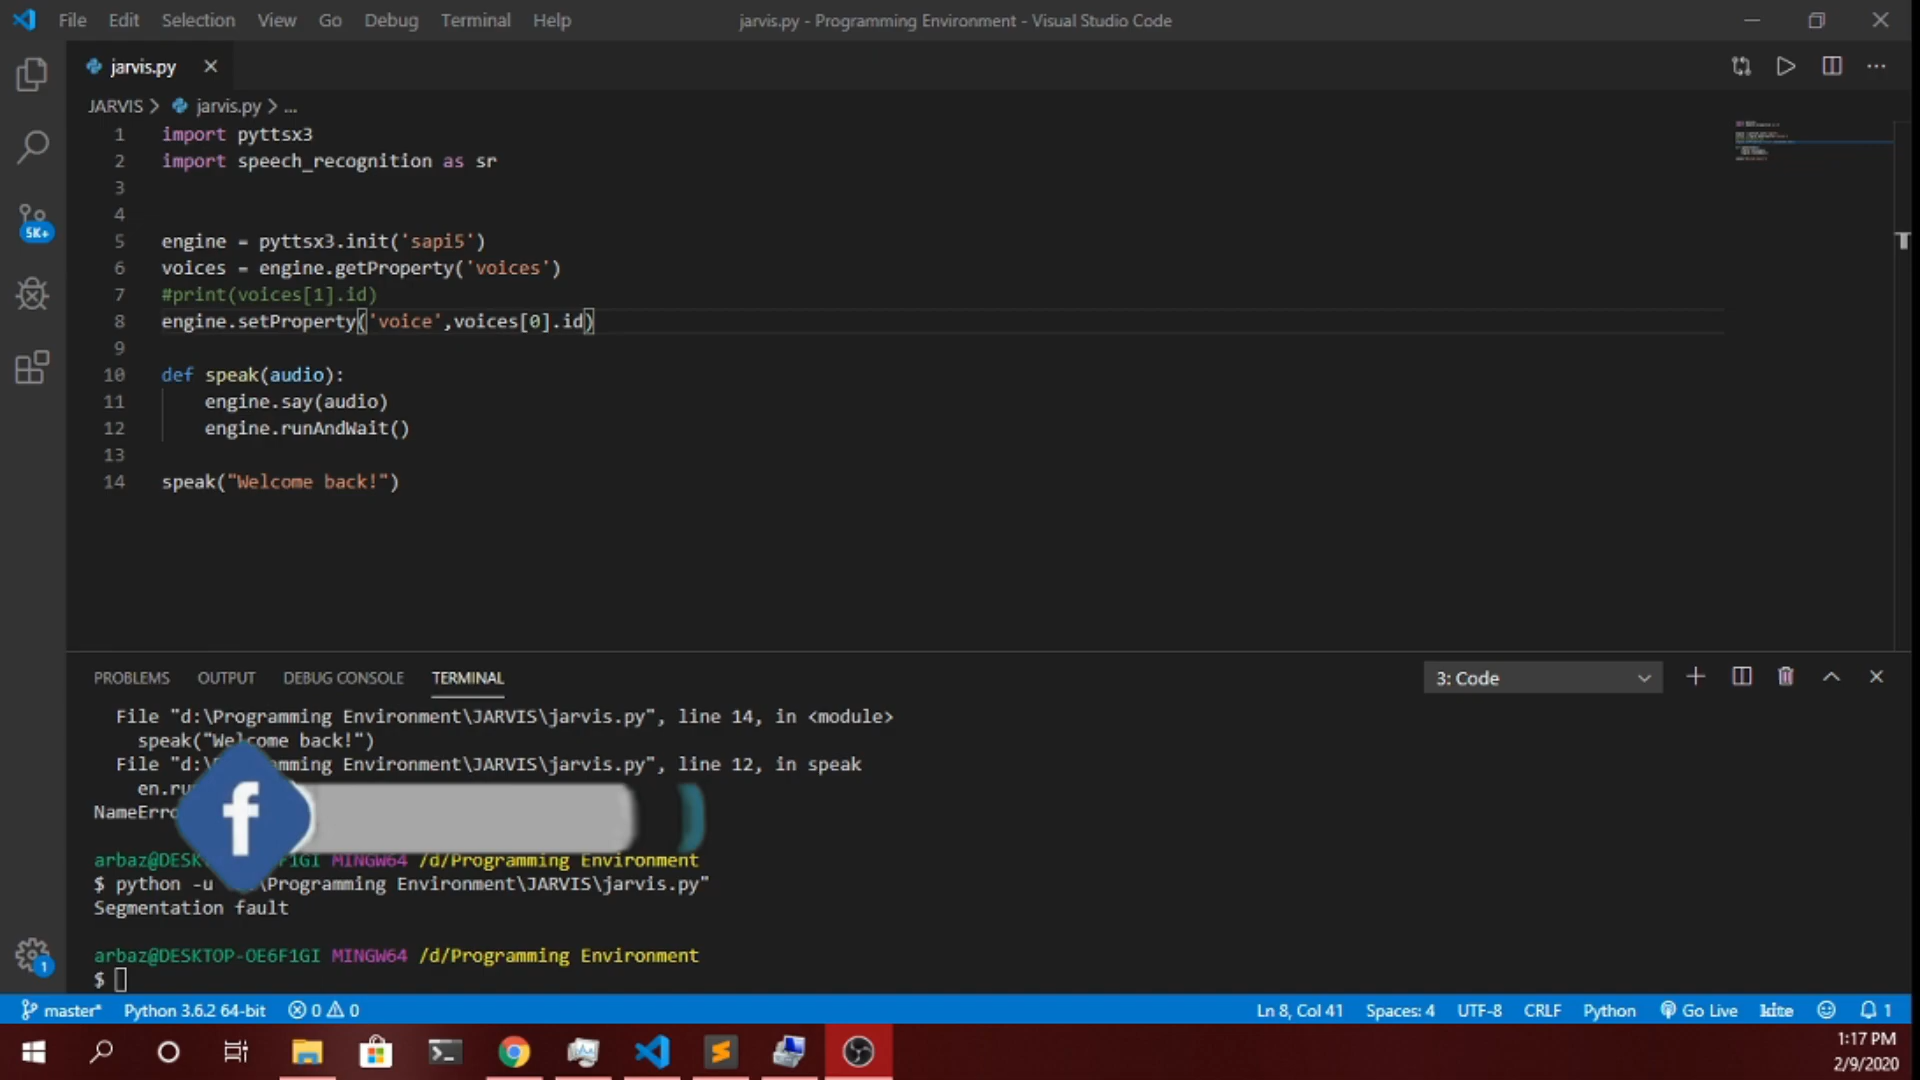 File Edit Selection View Go Debug Terminal Help jarvis.py - Programming Environment - Visual Studio Code
jarvis.py
JARVIS > jarvis.py > ...
1 import pyttsx3
2 import speech_recognition as sr
3
4
5 engine = pyttsx3.init('sapi5')
6 voices = engine.getProperty('voices')
7 #print(voices[1].id)
8 engine.setProperty('voice',voices[0].id)
9
10 def speak(audio):
11 engine.say(audio)
12 engine.runAndWait()
13
14 speak("Welcome back!")
5K+
T
PROBLEMS OUTPUT DEBUG CONSOLE TERMINAL 3: Code
File "d:\Programming Environment\JARVIS\jarvis.py", line 14, in <module>
speak("Welcome back!")
File "d:\ mming Environment\JARVIS\jarvis.py", line 12, in speak
en.ru
NameErro
f
arbaz@DESK F1GI MINGW64 /d/Programming Environment
$ python -u \Programming Environment\JARVIS\jarvis.py"
Segmentation fault
arbaz@DESKTOP-OE6F1GI MINGW64 /d/Programming Environment
$
1
master* Python 3.6.2 64-bit 0 0 Ln 8, Col 41 Spaces: 4 UTF-8 CRLF Python Go Live kite 1
1:17 PM
2/9/2020